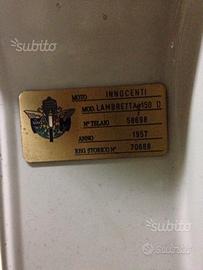 subito
MOTO INNOCENTI
MOD. LAMBRETTA 150 D
N° TELAIO 58698
ANNO 1957
REG STORICO N° 70688
subito
subito